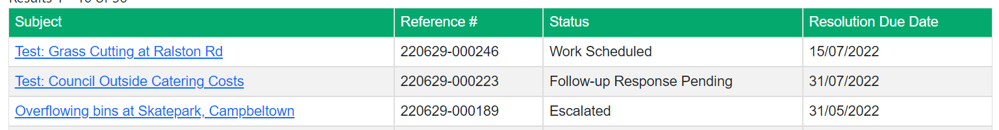 Subject Reference # Status Resolution Due Date
Test: Grass Cutting at Ralston Rd 220629-000246 Work Scheduled 15/07/2022
Test: Council Outside Catering Costs 220629-000223 Follow-up Response Pending 31/07/2022
Overflowing bins at Skatepark, Campbeltown 220629-000189 Escalated 31/05/2022